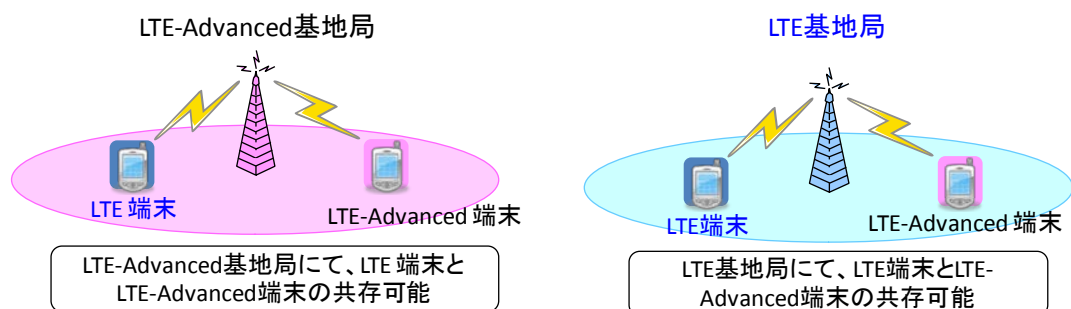 LTE-Advanced基地局
LTE 端末
LTE-Advanced 端末
LTE-Advanced基地局にて、LTE 端末と
LTE-Advanced端末の共存可能
LTE基地局
LTE端末
LTE-Advanced 端末
LTE基地局にて、LTE端末とLTE-
Advanced端末の共存可能